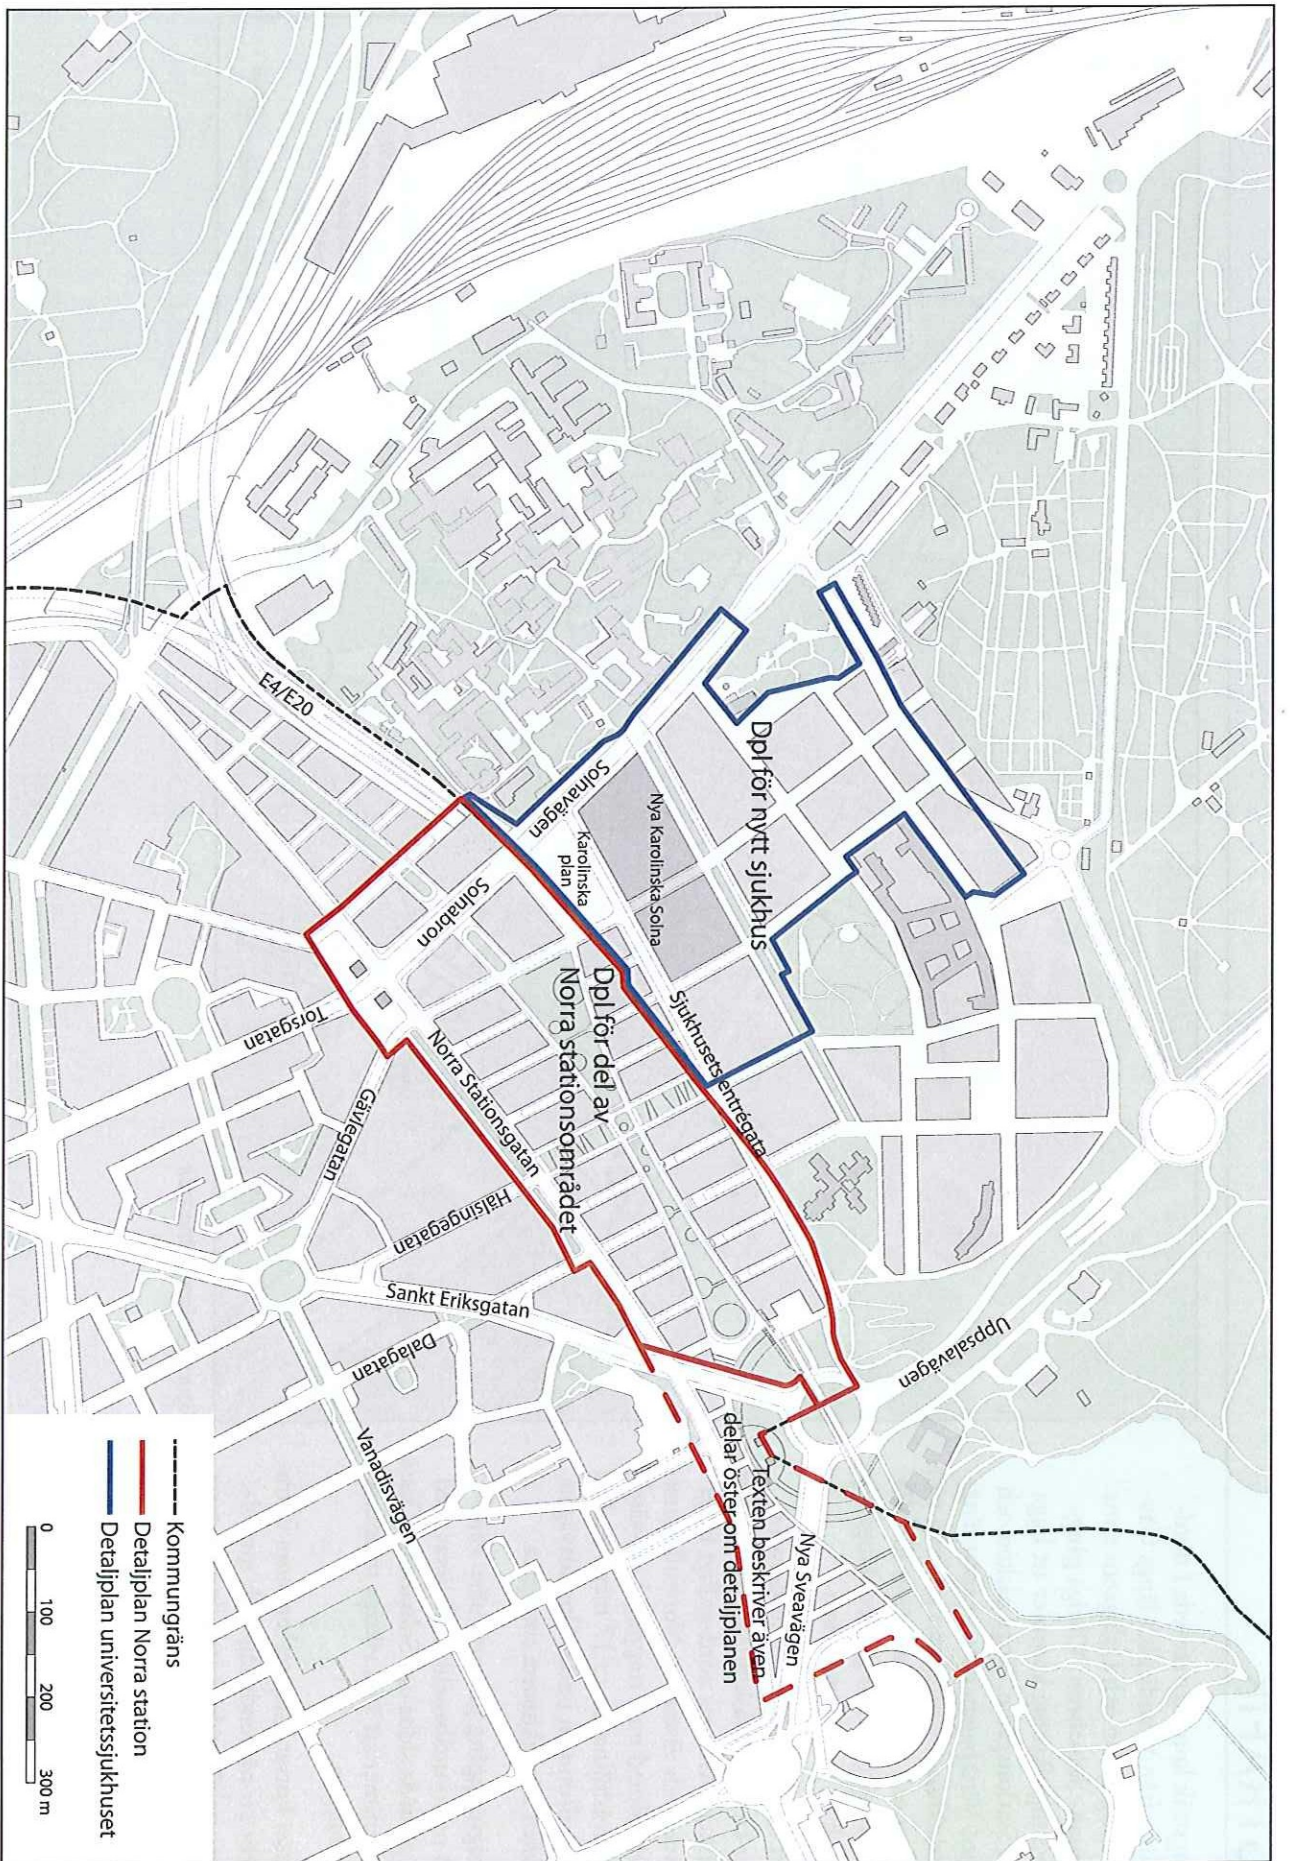 Dpl för nytt sjukhus
Nya Karolinska Solna
Solnavägen
Karolinska
plan
Sjukhusets entrégata
E4/E20
Solnabron
Dpl för del av
Norra stationsområdet
Norra Stationsgatan
Torsgatan
Gävlegatan
Hälsingegatan
Sankt Eriksgatan
Dalagatan
Vanadisvägen
Uppsalavägen
Nya Sveavägen
Texten beskriver även
delar öster om detaljplanen
Kommungräns
Detaljplan Norra station
Detaljplan universitetssjukhuset
0 100 200 300 m